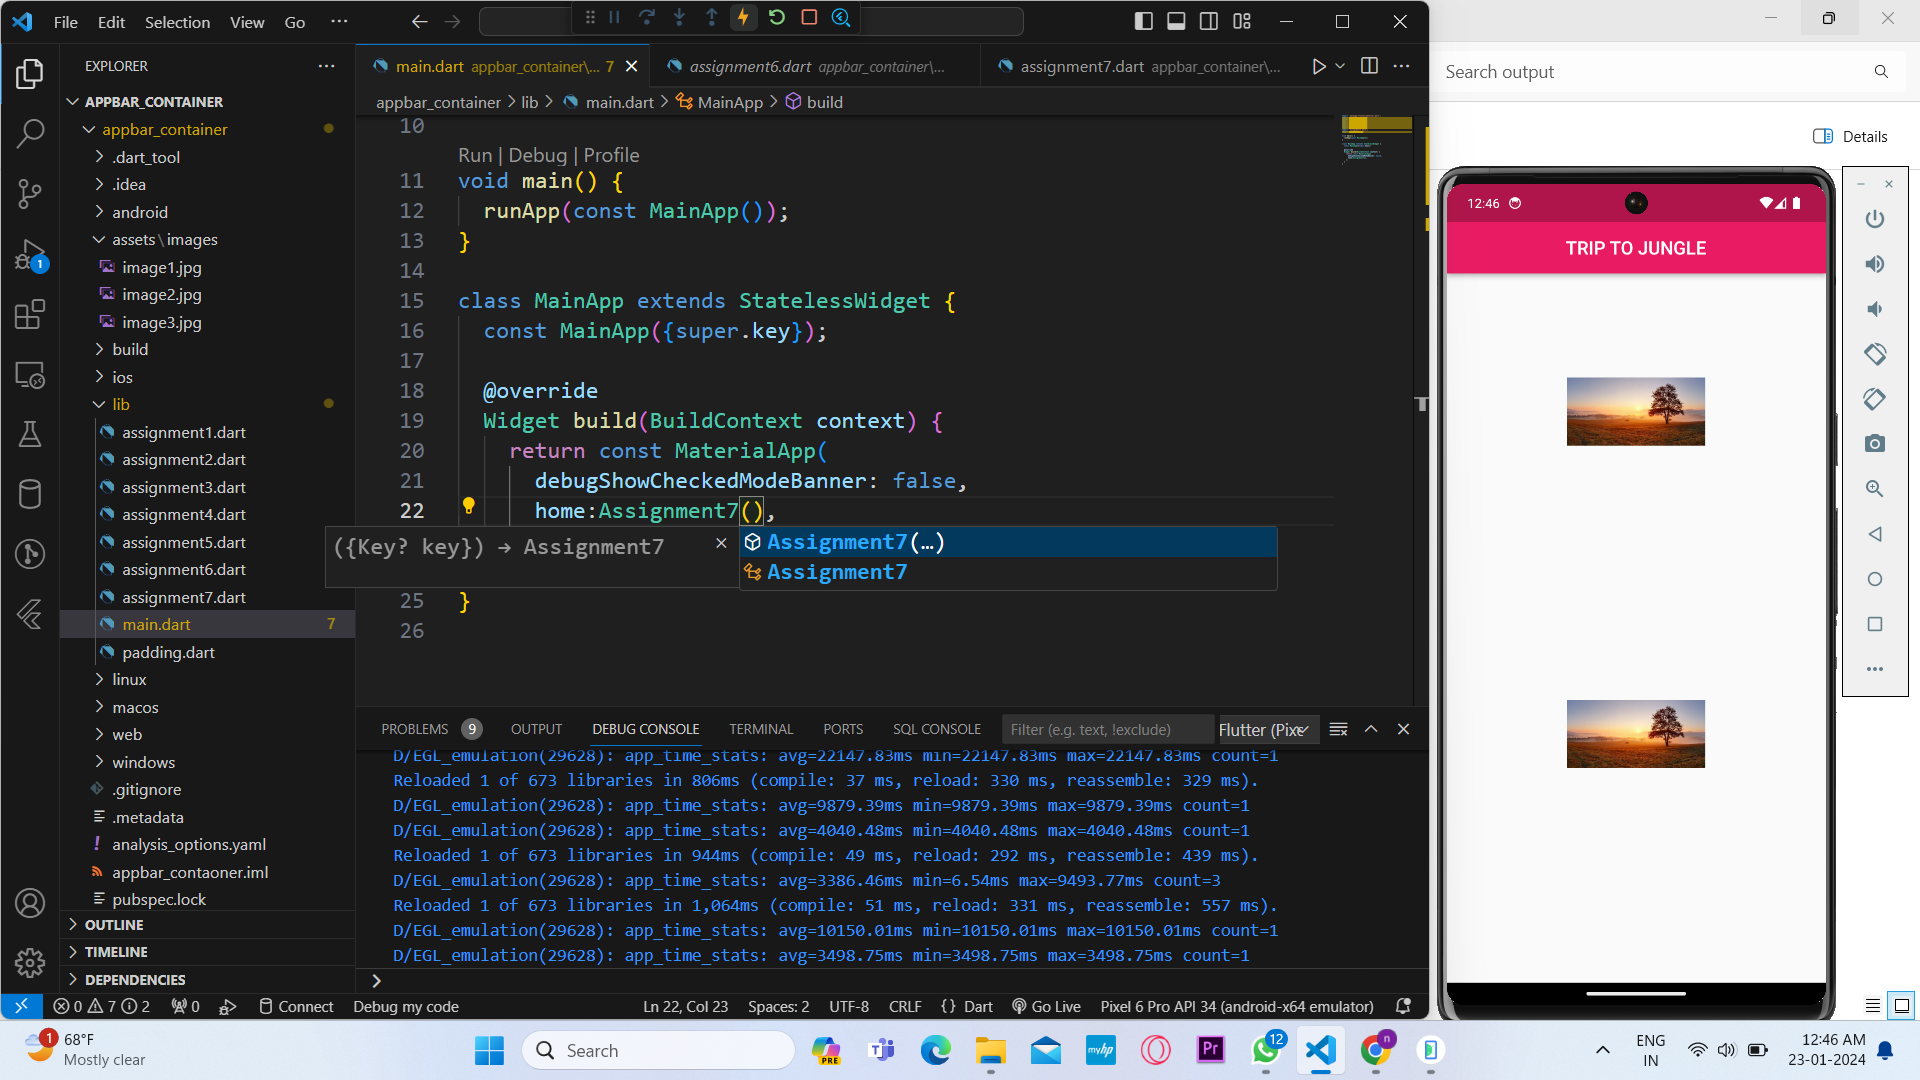 File Edit Selection View Go ···
EXPLORER
APPBAR_CONTAINER
appbar_container
.dart_tool
.idea
android
assets\images
image1.jpg
image2.jpg
image3.jpg
build
ios
lib
assignment1.dart
assignment2.dart
assignment3.dart
assignment4.dart
assignment5.dart
assignment6.dart
assignment7.dart
main.dart 7
padding.dart
linux
macos
web
windows
.gitignore
.metadata
analysis_options.yaml
appbar_contaoner.iml
pubspec.lock
OUTLINE
TIMELINE
DEPENDENCIES
1
main.dart appbar_container\... 7
assignment6.dart appbar_container\...
assignment7.dart appbar_container\...
appbar_container > lib > main.dart > MainApp > build
10
Run | Debug | Profile
11 void main() {
12 runApp(const MainApp());
13 }
14
15 class MainApp extends StatelessWidget {
16 const MainApp({super.key});
17
18 @override
19 Widget build(BuildContext context) {
20 return const MaterialApp(
21 debugShowCheckedModeBanner: false,
22 home:Assignment7(),
({Key? key}) → Assignment7
Assignment7(…)
Assignment7
25 }
26
PROBLEMS 9 OUTPUT DEBUG CONSOLE TERMINAL PORTS SQL CONSOLE Filter (e.g. text, !exclude) Flutter (Pixe
D/EGL_emulation(29628): app_time_stats: avg=22147.83ms min=22147.83ms max=22147.83ms count=1
Reloaded 1 of 673 libraries in 806ms (compile: 37 ms, reload: 330 ms, reassemble: 329 ms).
D/EGL_emulation(29628): app_time_stats: avg=9879.39ms min=9879.39ms max=9879.39ms count=1
D/EGL_emulation(29628): app_time_stats: avg=4040.48ms min=4040.48ms max=4040.48ms count=1
Reloaded 1 of 673 libraries in 944ms (compile: 49 ms, reload: 292 ms, reassemble: 439 ms).
D/EGL_emulation(29628): app_time_stats: avg=3386.46ms min=6.54ms max=9493.77ms count=3
Reloaded 1 of 673 libraries in 1,064ms (compile: 51 ms, reload: 331 ms, reassemble: 557 ms).
D/EGL_emulation(29628): app_time_stats: avg=10150.01ms min=10150.01ms max=10150.01ms count=1
D/EGL_emulation(29628): app_time_stats: avg=3498.75ms min=3498.75ms max=3498.75ms count=1
>
0 7 2 0 Connect Debug my code Ln 22, Col 23 Spaces: 2 UTF-8 CRLF {} Dart Go Live Pixel 6 Pro API 34 (android-x64 emulator)
Search output
Details
12:46
TRIP TO JUNGLE
1
68°F
Mostly clear
Search
PRE
myhp
Pr
12
n
ENG
IN
12:46 AM
23-01-2024